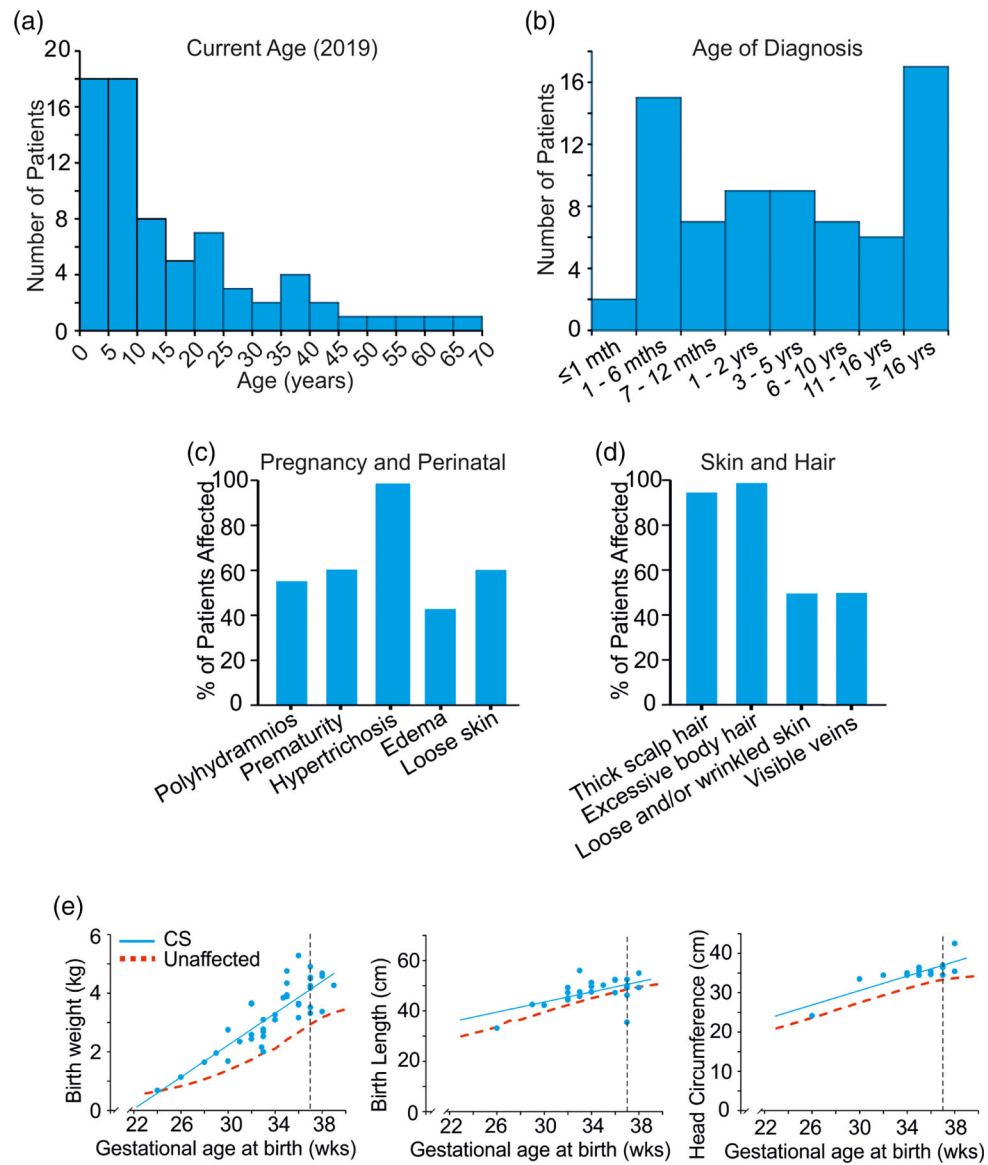 (a)
Current Age (2019)
Number of Patients
20
16
12
8
4
0
0 5 10 15 20 25 30 35 40 45 50 55 60 65 70
Age (years)
(b)
Age of Diagnosis
Number of Patients
16
12
8
4
0
≤1 mth
1 - 6 mths
7 - 12 mths
1 - 2 yrs
3 - 5 yrs
6 - 10 yrs
11 - 16 yrs
≥ 16 yrs
(c)
Pregnancy and Perinatal
% of Patients Affected
100
80
60
40
20
0
Polyhydramnios
Prematurity
Hypertrichosis
Edema
Loose skin
(d)
Skin and Hair
% of Patients Affected
100
80
60
40
20
0
Thick scalp hair
Excessive body hair
Loose and/or wrinkled skin
Visible veins
(e)
CS
Unaffected
Birth weight (kg)
6
4
2
0
22 26 30 34 38
Gestational age at birth (wks)
Birth Length (cm)
60
40
20
0
22 26 30 34 38
Gestational age at birth (wks)
Head Circumference (cm)
40
30
20
10
0
22 26 30 34 38
Gestational age at birth (wks)